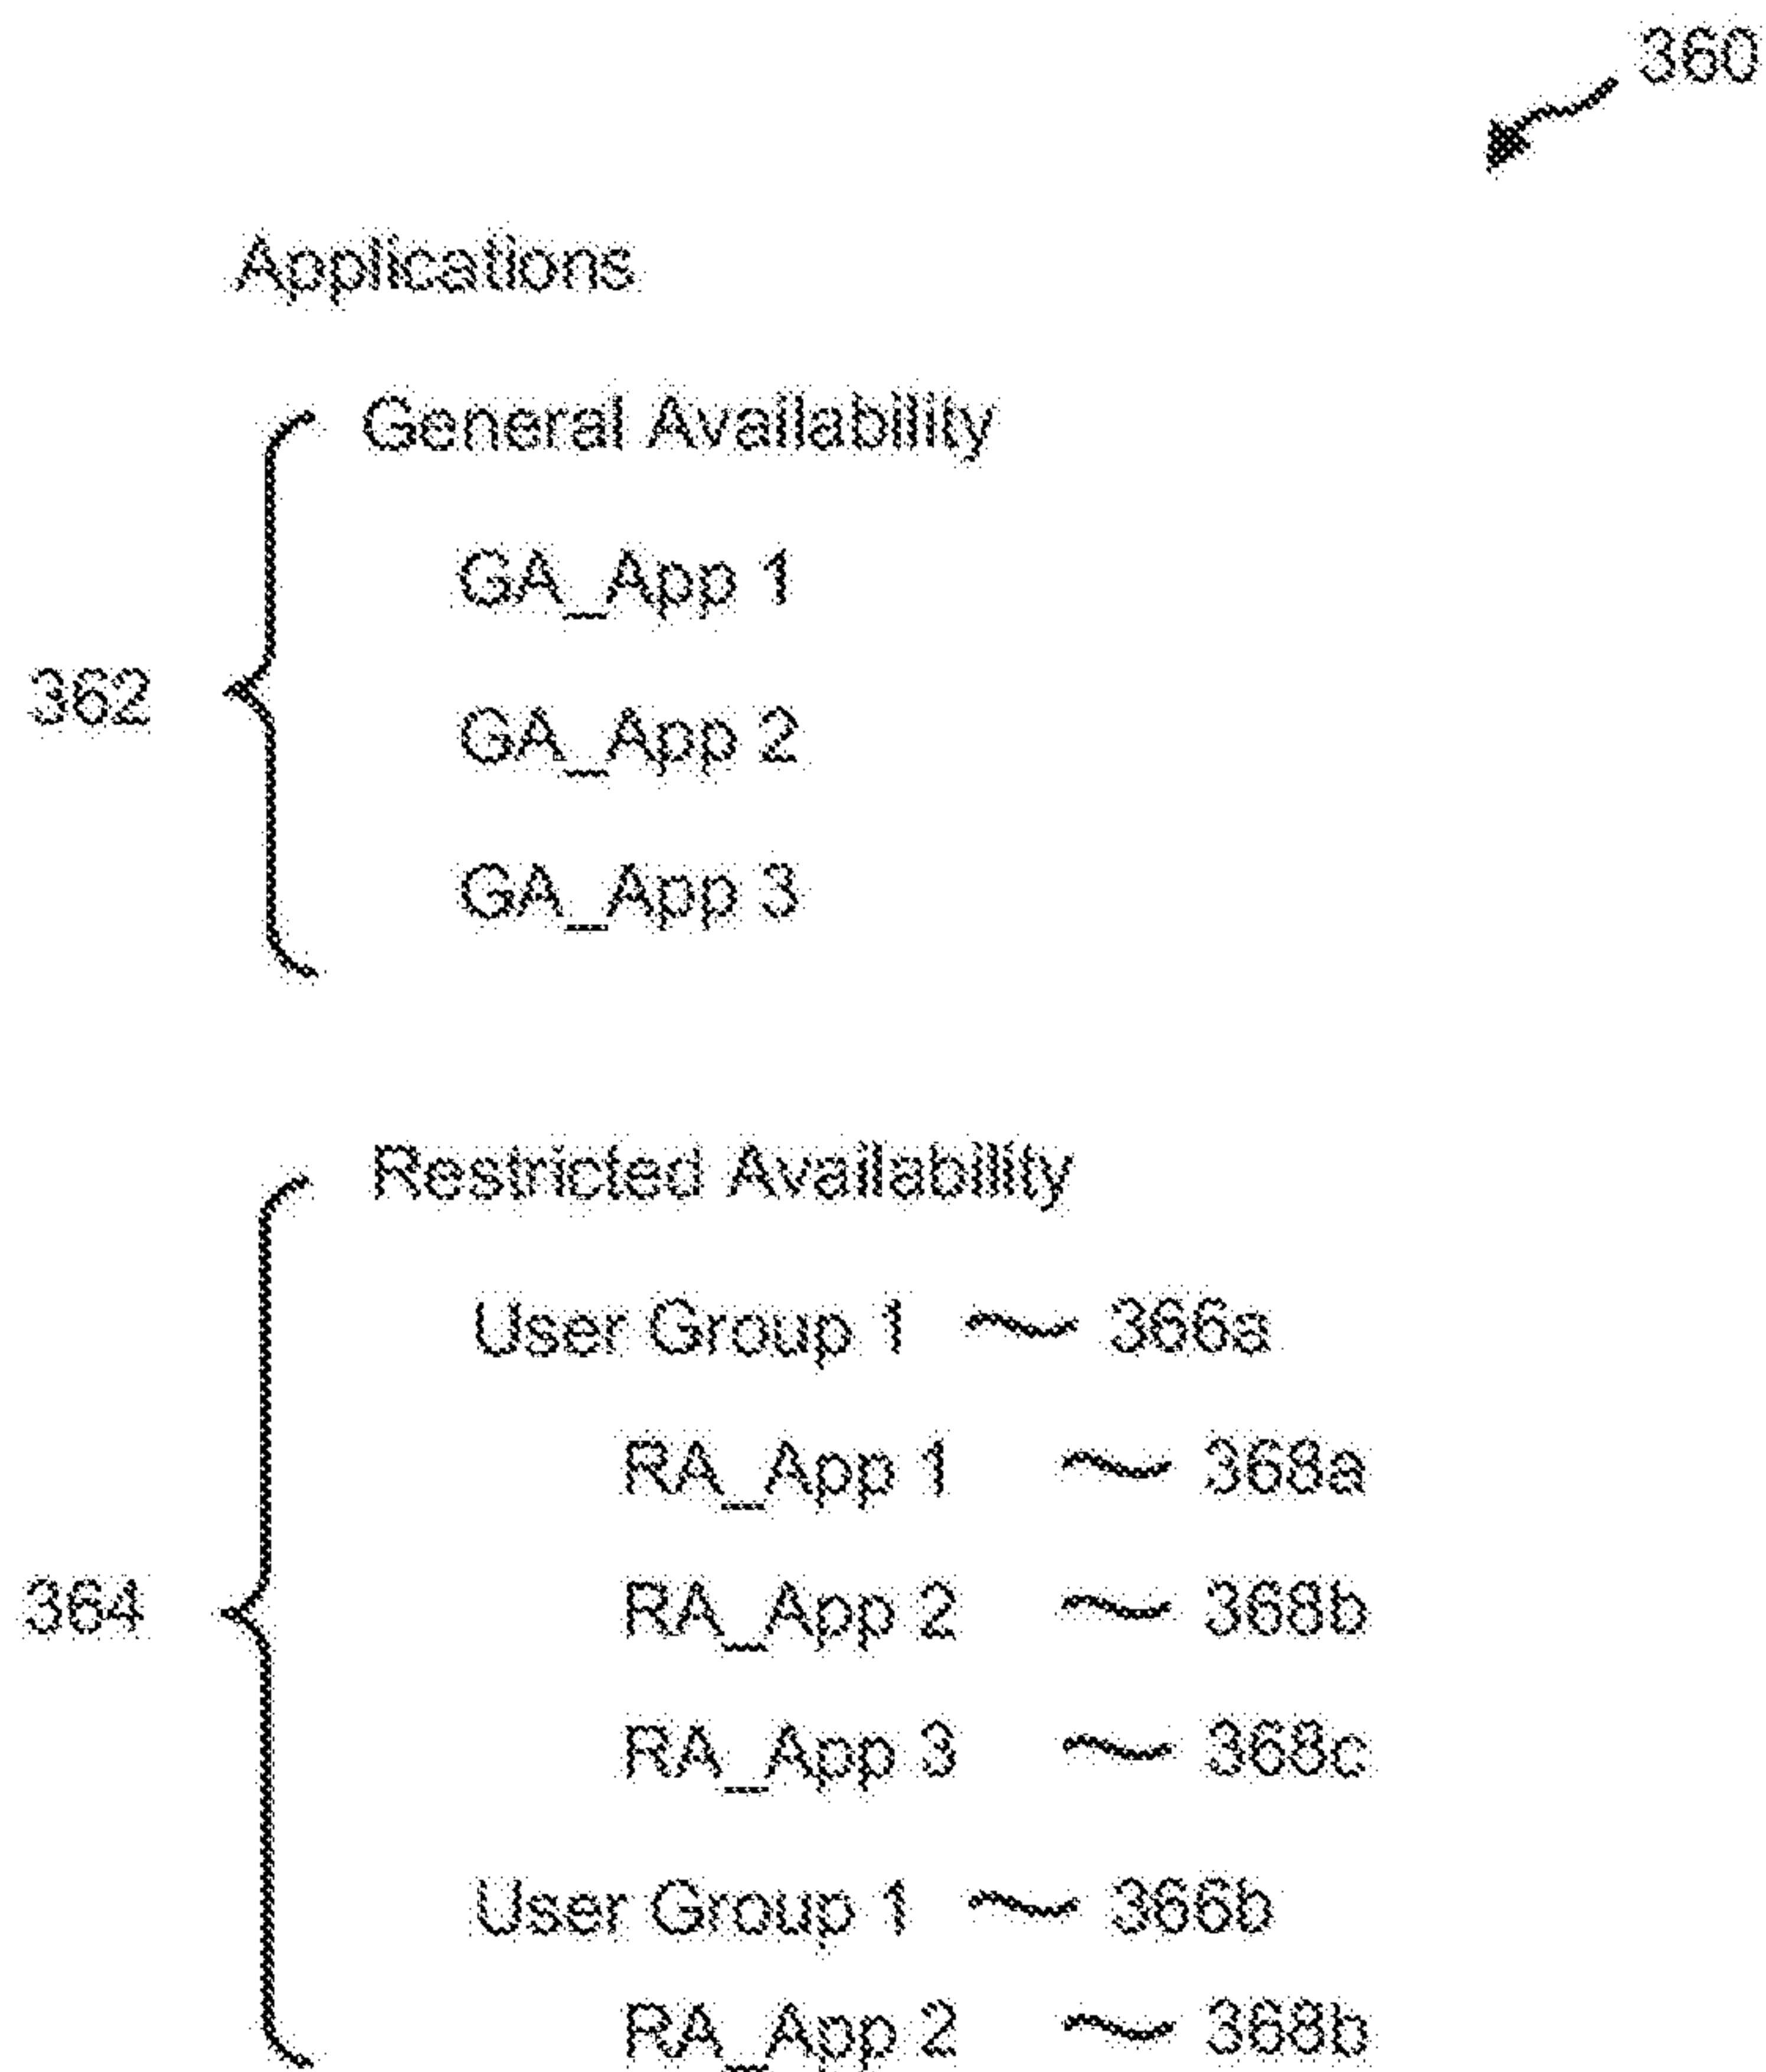 360
Applications
General Availability
GA_App 1
362
GA_App 2
GA_App 3
Restricted Availability
User Group 1 366a
RA_App 1 368a
364
RA_App 2 368b
RA_App 3 368c
User Group 1 366b
RA_App 2 368b